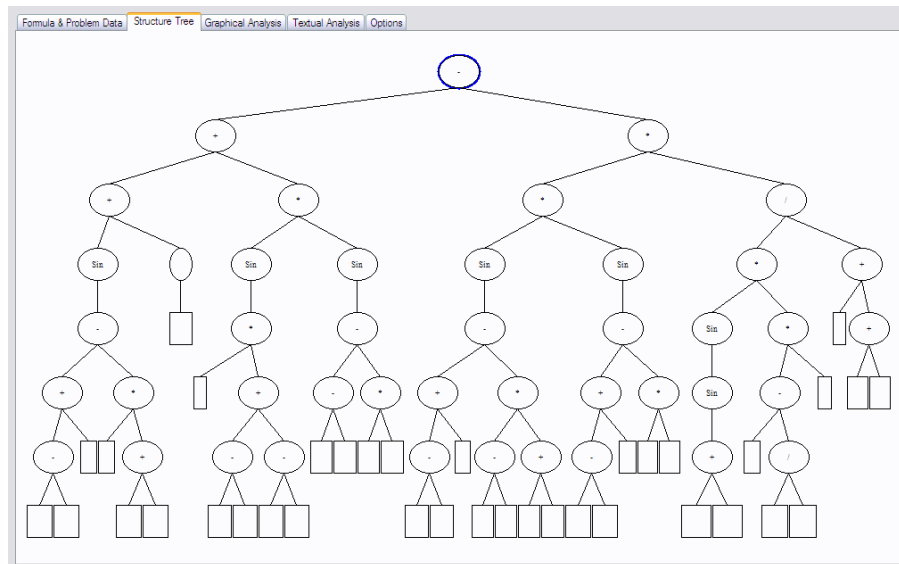 Formula & Problem Data Structure Tree Graphical Analysis Textual Analysis Options
-
+ *
+ * * /
Sin Sin Sin Sin Sin * +
- * - - - Sin * +
+ * + - * + * + * Sin -
- + - - - - + - + /